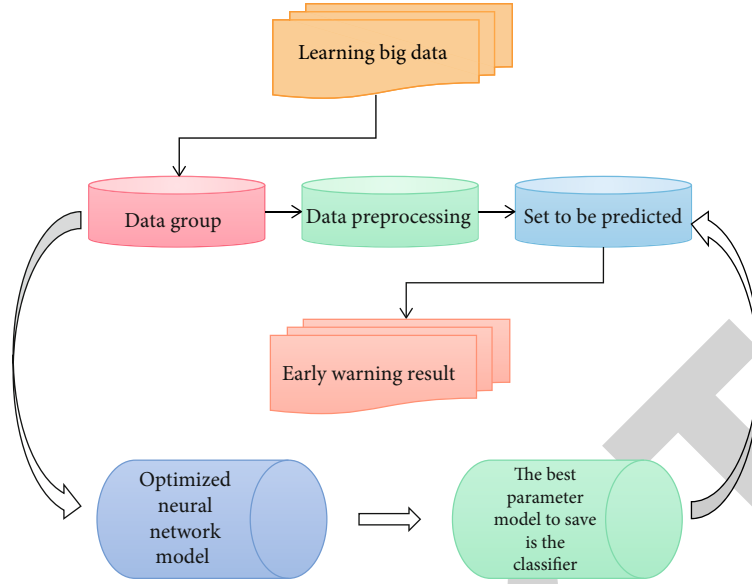 Learning big data
Data group
Data preprocessing
Set to be predicted
Early warning result
Optimized
neural
network
model
The best
parameter
model to save
is the
classifier